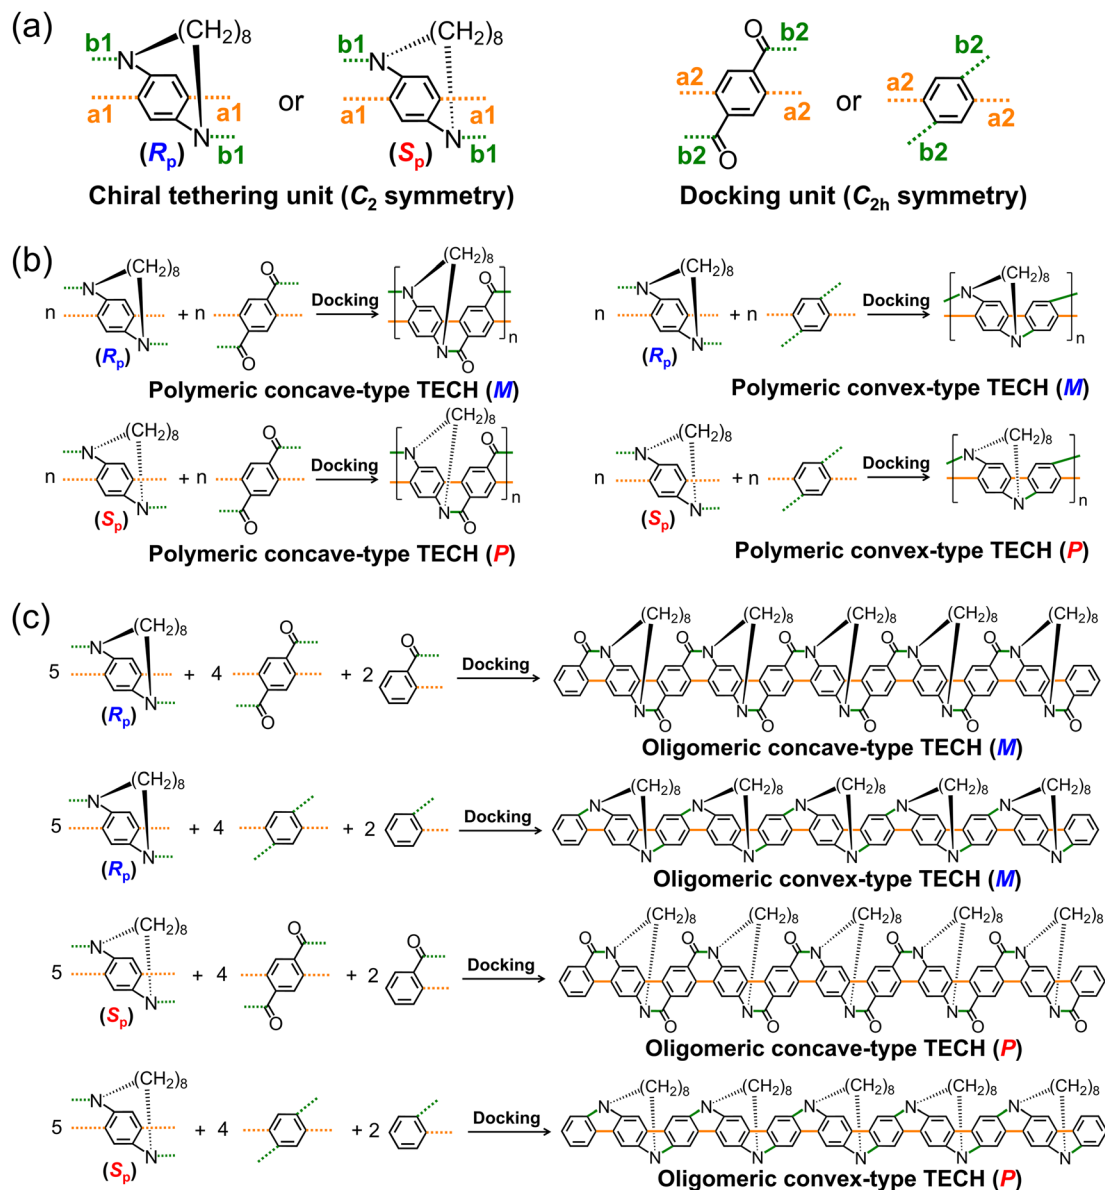 (a)
b1 N (CH2)8 b1 N (CH2)8 O b2 b2
a1 a1 or a1 a1 a2 a2 or a2 a2
(Rp) N b1 (Sp) N b1 b2 O b2
Chiral tethering unit (C2 symmetry) Docking unit (C2h symmetry)
(b)
n N (CH2)8 N (Rp) + n O O Docking N (CH2)8 O N O n
Polymeric concave-type TECH (M)
n N (CH2)8 N (Rp) + n Docking N (CH2)8 N n
Polymeric convex-type TECH (M)
n N (CH2)8 N (Sp) + n O O Docking N (CH2)8 O N O n
Polymeric concave-type TECH (P)
n N (CH2)8 N (Sp) + n Docking N (CH2)8 N n
Polymeric convex-type TECH (P)
(c)
5 N (CH2)8 N (Rp) + 4 O O + 2 O Docking
(CH2)8 (CH2)8 (CH2)8 (CH2)8 (CH2)8
O N O N O N O N O N
N O N O N O N O N O
Oligomeric concave-type TECH (M)
5 N (CH2)8 N (Rp) + 4 + 2 Docking
(CH2)8 (CH2)8 (CH2)8 (CH2)8 (CH2)8
N N N N N
N N N N N
Oligomeric convex-type TECH (M)
5 N (CH2)8 N (Sp) + 4 O O + 2 O Docking
(CH2)8 (CH2)8 (CH2)8 (CH2)8 (CH2)8
O N O N O N O N O N
N O N O N O N O N O
Oligomeric concave-type TECH (P)
5 N (CH2)8 N (Sp) + 4 + 2 Docking
(CH2)8 (CH2)8 (CH2)8 (CH2)8 (CH2)8
N N N N N
N N N N N
Oligomeric convex-type TECH (P)